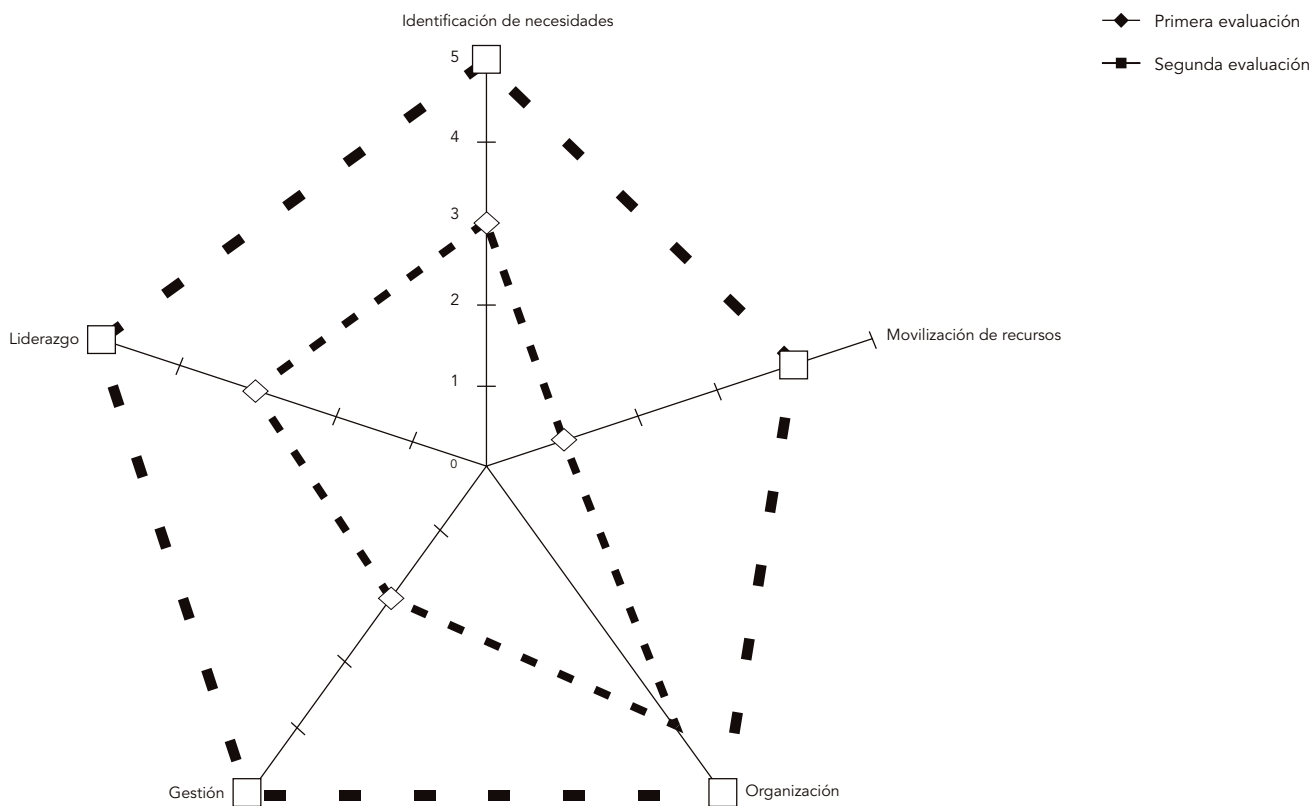 Identificación de necesidades
Primera evaluación
Segunda evaluación
5
4
3
2
1
0
Liderazgo
Movilización de recursos
Gestión
Organización